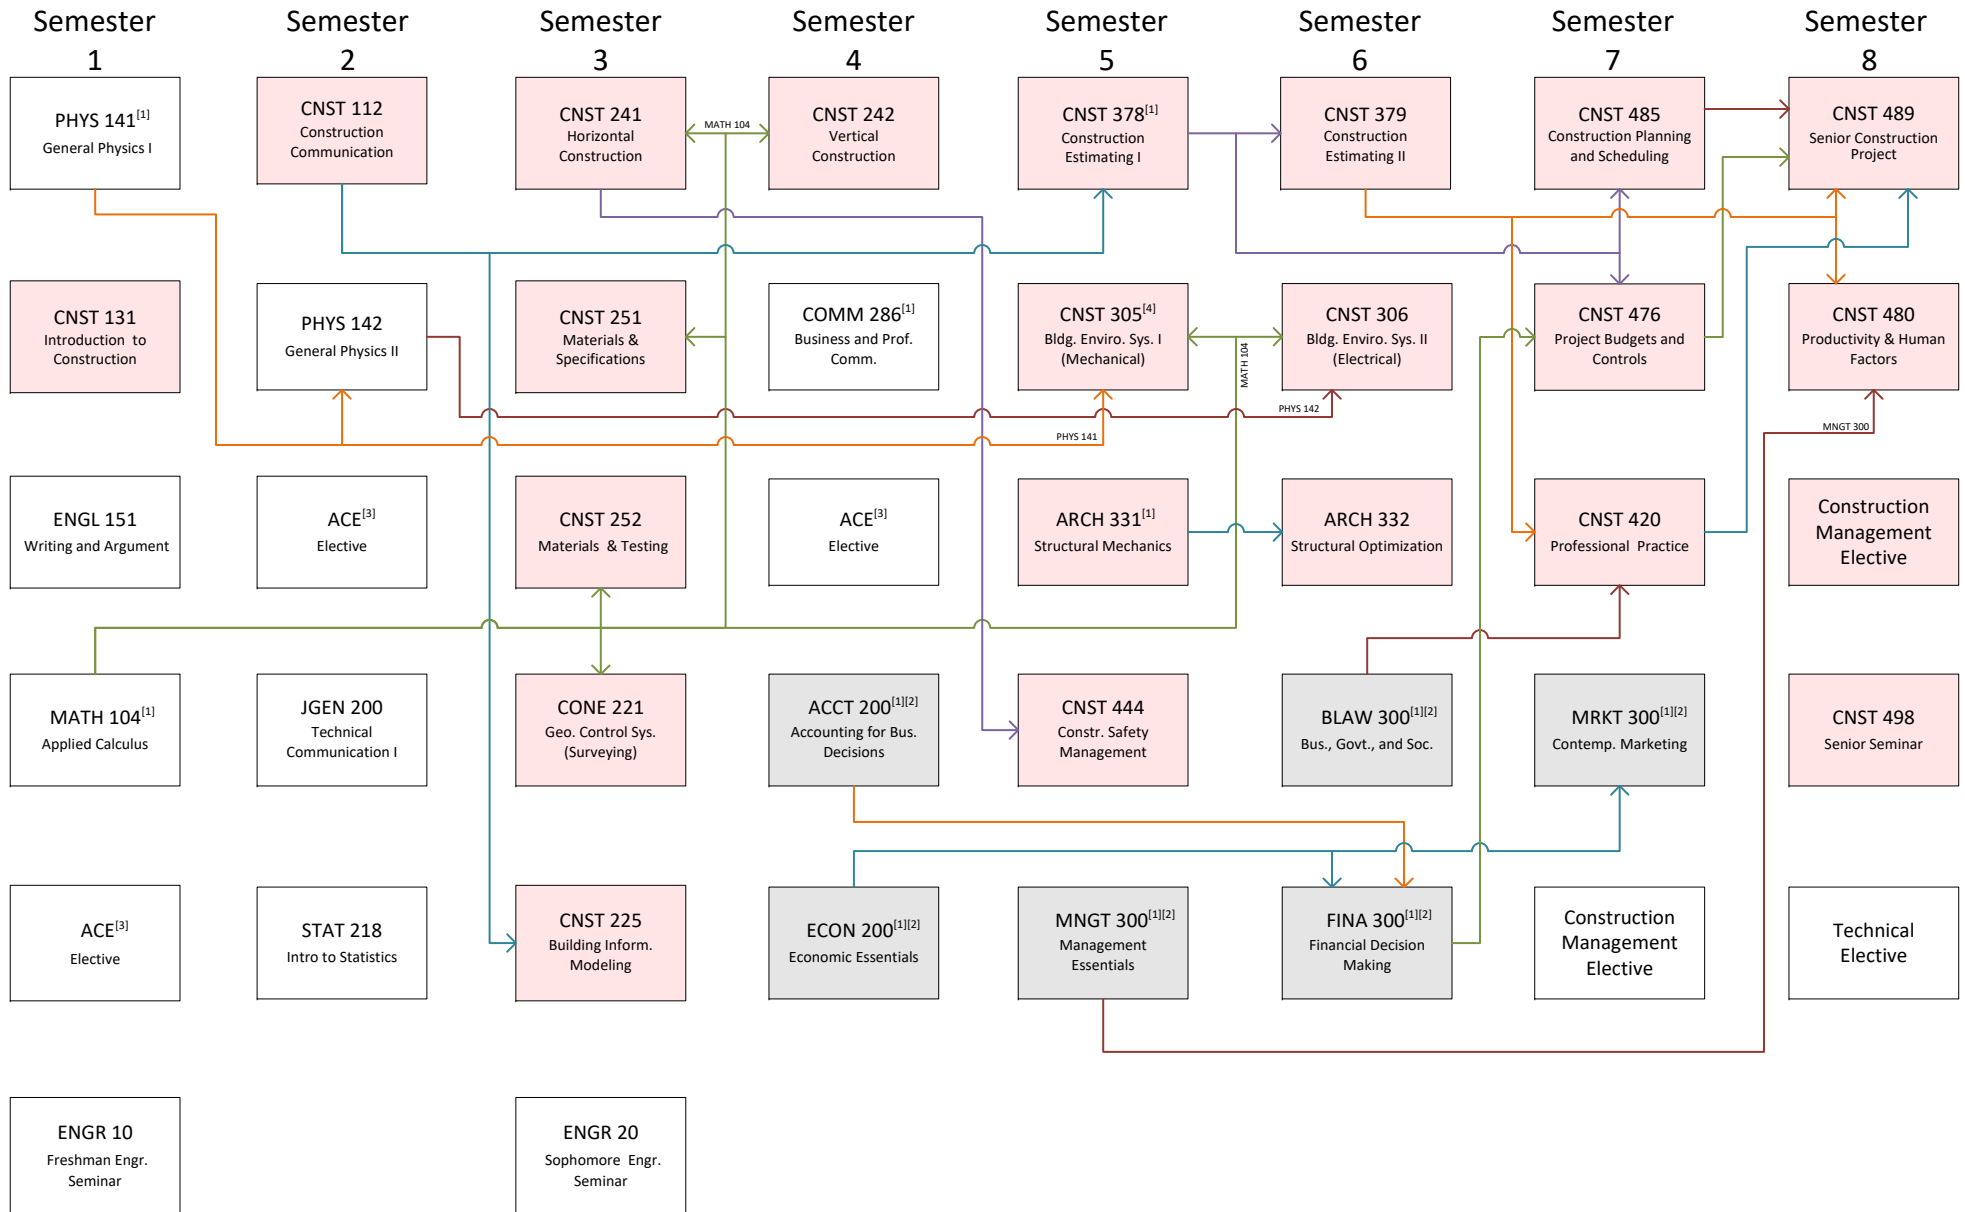 Semester
1
Semester
2
Semester
3
Semester
4
Semester
5
Semester
6
Semester
7
Semester
8
PHYS 141[1]
General Physics I
CNST 112
Construction
Communication
CNST 241
Horizontal
Construction
MATH 104
CNST 242
Vertical
Construction
CNST 378[1]
Construction
Estimating I
CNST 379
Construction
Estimating II
CNST 485
Construction Planning
and Scheduling
CNST 489
Senior Construction
Project
CNST 131
Introduction to
Construction
PHYS 142
General Physics II
CNST 251
Materials &
Specifications
COMM 286[1]
Business and Prof.
Comm.
CNST 305[4]
Bldg. Enviro. Sys. I
(Mechanical)
MATH 104
CNST 306
Bldg. Enviro. Sys. II
(Electrical)
CNST 476
Project Budgets and
Controls
CNST 480
Productivity & Human
Factors
PHYS 142
PHYS 141
MNGT 300
ENGL 151
Writing and Argument
ACE[3]
Elective
CNST 252
Materials & Testing
ACE[3]
Elective
ARCH 331[1]
Structural Mechanics
ARCH 332
Structural Optimization
CNST 420
Professional Practice
Construction
Management
Elective
MATH 104[1]
Applied Calculus
JGEN 200
Technical
Communication I
CONE 221
Geo. Control Sys.
(Surveying)
ACCT 200[1][2]
Accounting for Bus.
Decisions
CNST 444
Constr. Safety
Management
BLAW 300[1][2]
Bus., Govt., and Soc.
MRKT 300[1][2]
Contemp. Marketing
CNST 498
Senior Seminar
ACE[3]
Elective
STAT 218
Intro to Statistics
CNST 225
Building Inform.
Modeling
ECON 200[1][2]
Economic Essentials
MNGT 300[1][2]
Management
Essentials
FINA 300[1][2]
Financial Decision
Making
Construction
Management
Elective
Technical
Elective
ENGR 10
Freshman Engr.
Seminar
ENGR 20
Sophomore Engr.
Seminar